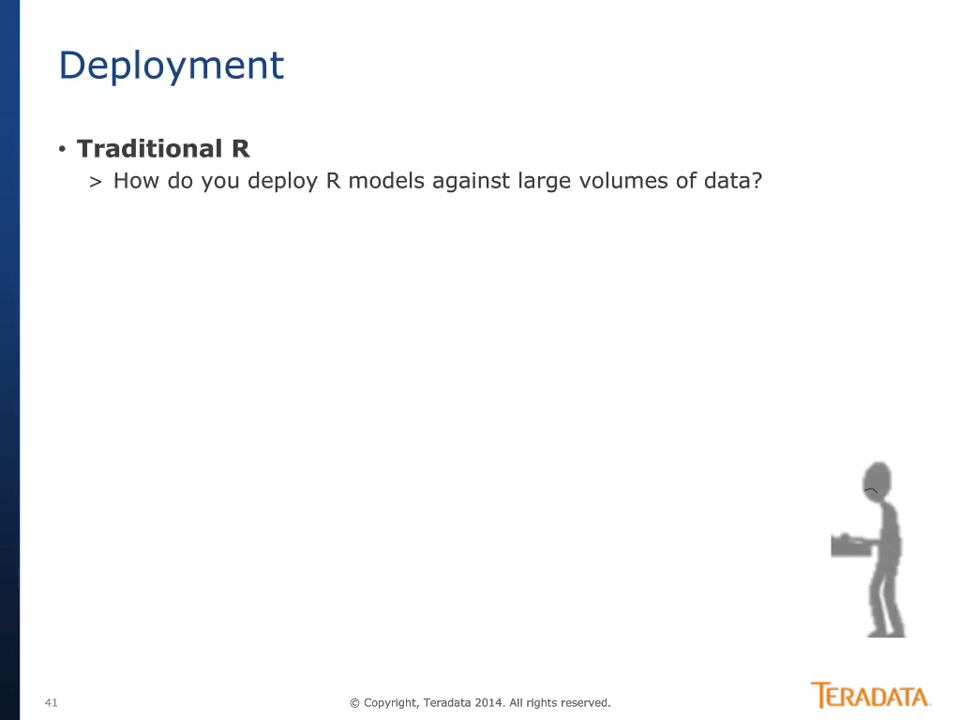 Deployment
• Traditional R
> How do you deploy R models against large volumes of data?
41
© Copyright, Teradata 2014. All rights reserved.
TERADATA.